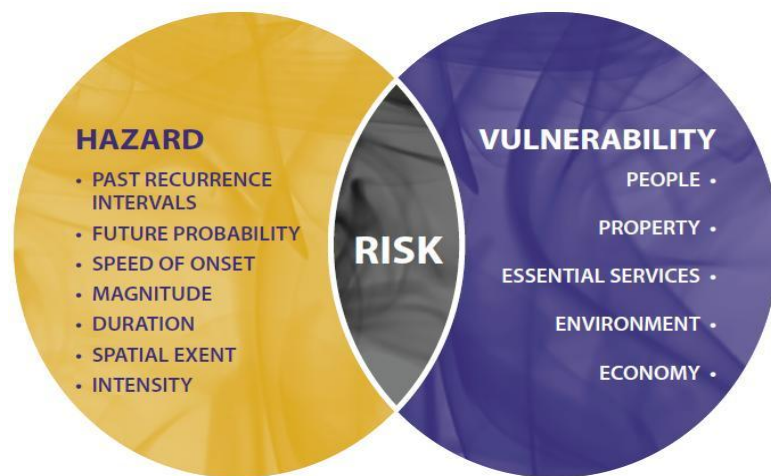 HAZARD
• PAST RECURRENCE
INTERVALS
• FUTURE PROBABILITY
• SPEED OF ONSET
• MAGNITUDE
• DURATION
• SPATIAL EXENT
• INTENSITY
RISK
VULNERABILITY
PEOPLE •
PROPERTY •
ESSENTIAL SERVICES •
ENVIRONMENT •
ECONOMY •